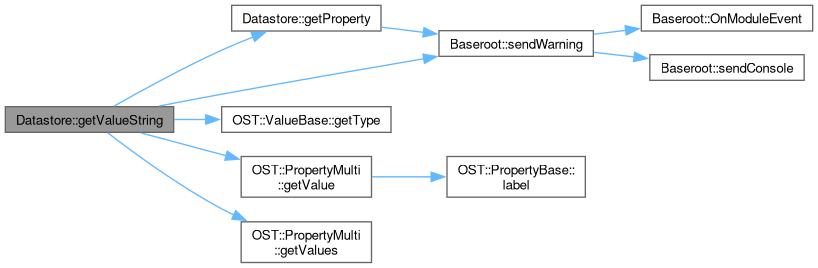 Datastore::getValueString
Datastore::getProperty
Baseroot::sendWarning
Baseroot::OnModuleEvent
Baseroot::sendConsole
OST::ValueBase::getType
OST::PropertyMulti
::getValue
OST::PropertyBase::
label
OST::PropertyMulti
::getValues